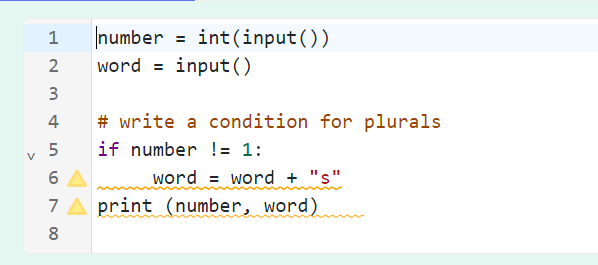 1 number = int(input())
2 word = input()
3
4 # write a condition for plurals
5 if number != 1:
6      word = word + "s"
7 print (number, word)
8